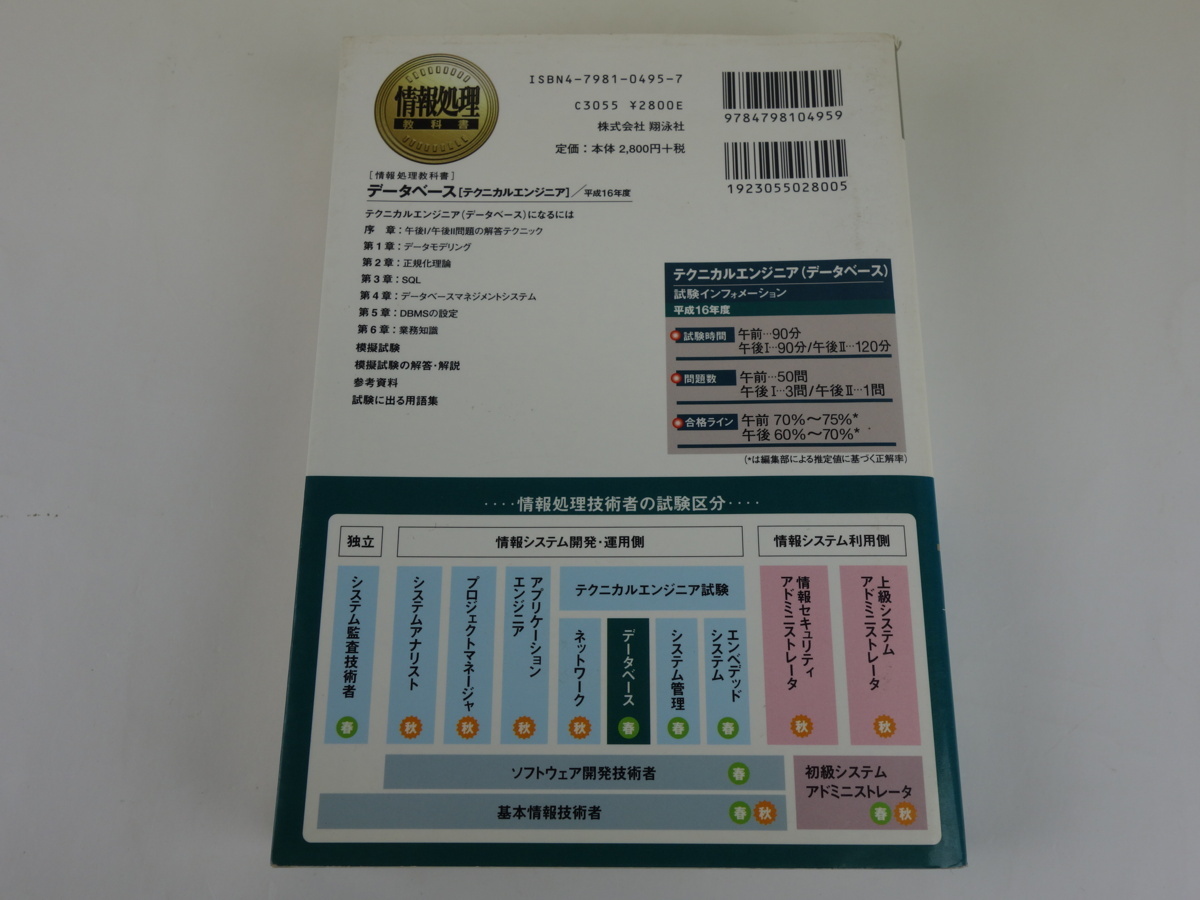 情報処理
教科書
ISBN4-7981-0495-7
C3055 ¥2800E
株式会社 翔泳社
定価：本体 2,800円+税
9784798104959
1923055028005
[情報処理教科書]
データベース[テクニカルエンジニア]／平成16年度
テクニカルエンジニア(データベース)になるには
序 章：午後I/午後II問題の解答テクニック
第1章：データモデリング
第2章：正規化理論
第3章：SQL
第4章：データベースマネジメントシステム
第5章：DBMSの設定
第6章：業務知識
模擬試験
模擬試験の解答・解説
参考資料
試験に出る用語集
テクニカルエンジニア(データベース)
試験インフォメーション
平成16年度
試験時間 午前…90分
午後I…90分/午後II…120分
問題数 午前…50問
午後I…3問/午後II…1問
合格ライン 午前 70%〜75%*
午後 60%〜70%*
(*は編集部による推定値に基づく正解率)
‥‥情報処理技術者の試験区分‥‥
独立
情報システム開発・運用側
情報システム利用側
システム監査技術者
春
システムアナリスト
秋
プロジェクトマネージャ
秋
アプリケーション
エンジニア
秋
テクニカルエンジニア試験
ネットワーク
秋
データベース
春
システム管理
春
エンベデッド
システム
春
情報セキュリティ
アドミニストレータ
秋
上級システム
アドミニストレータ
秋
ソフトウェア開発技術者 春
基本情報技術者 春 秋
初級システム
アドミニストレータ
春 秋